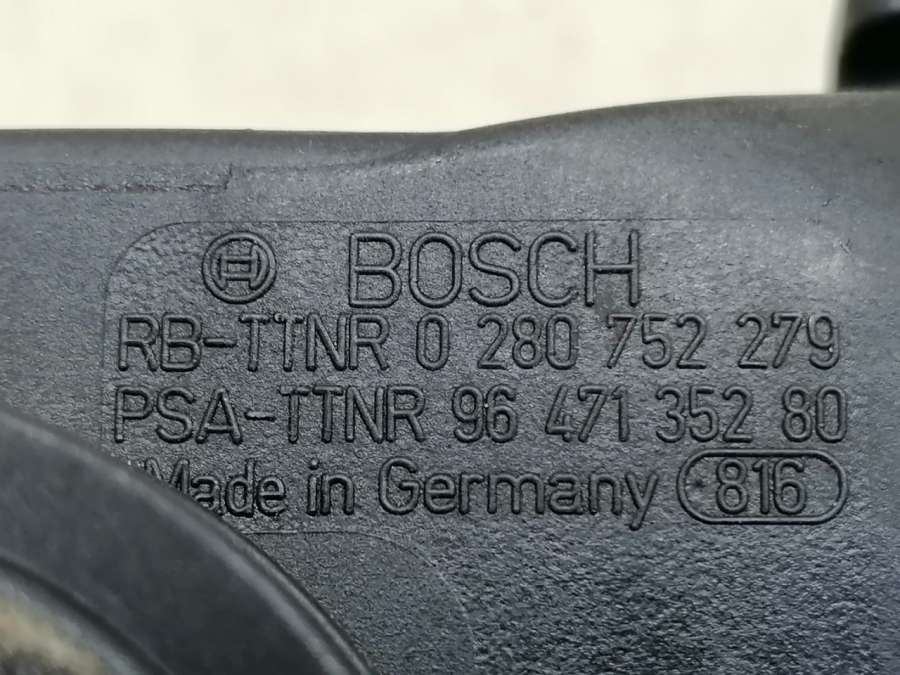 BOSCH
RB-TTNR 0 280 752 279
PSA-TTNR 96 471 352 80
Made in Germany 816